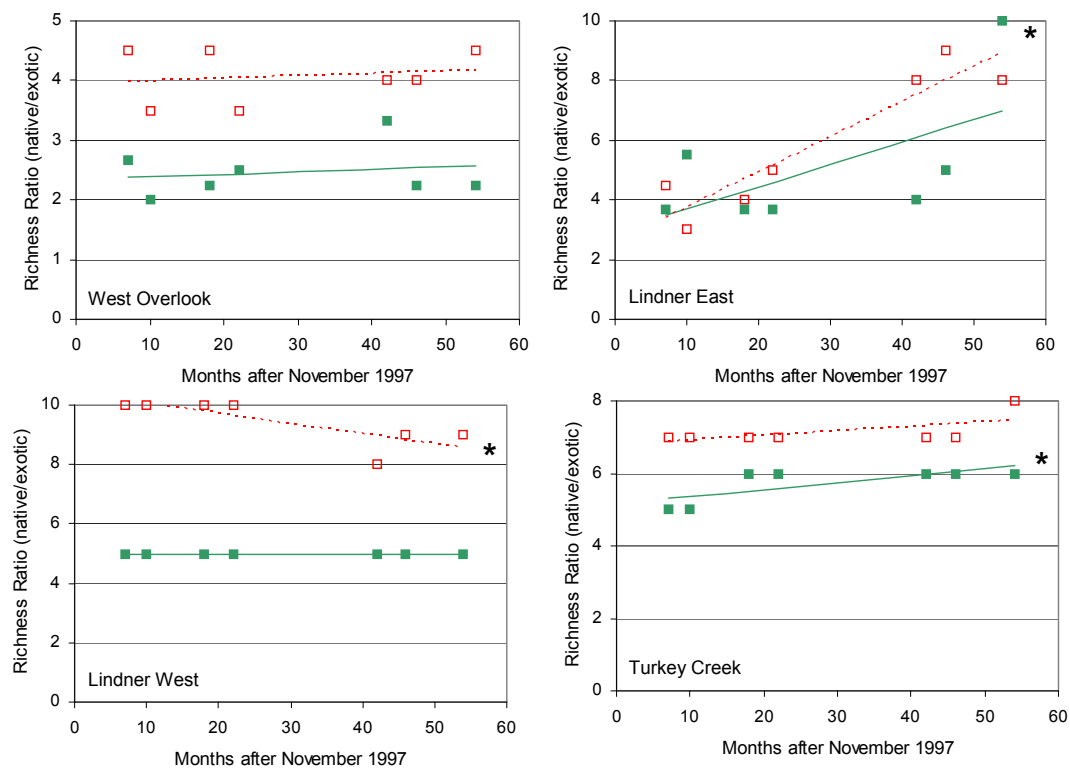 Richness Ratio (native/exotic)
5
4
3
2
1
0
West Overlook
0 10 20 30 40 50 60
Months after November 1997
Richness Ratio (native/exotic)
10
8
6
4
2
0
*
Lindner East
0 10 20 30 40 50 60
Months after November 1997
Richness Ratio (native/exotic)
10
8
6
4
2
0
*
Lindner West
0 10 20 30 40 50 60
Months after November 1997
Richness Ratio (native/exotic)
8
6
4
2
0
*
Turkey Creek
0 10 20 30 40 50 60
Months after November 1997